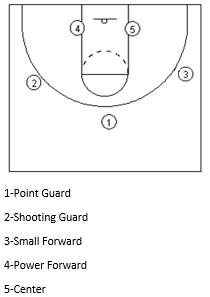 4 5
2 3
1
1-Point Guard
2-Shooting Guard
3-Small Forward
4-Power Forward
5-Center